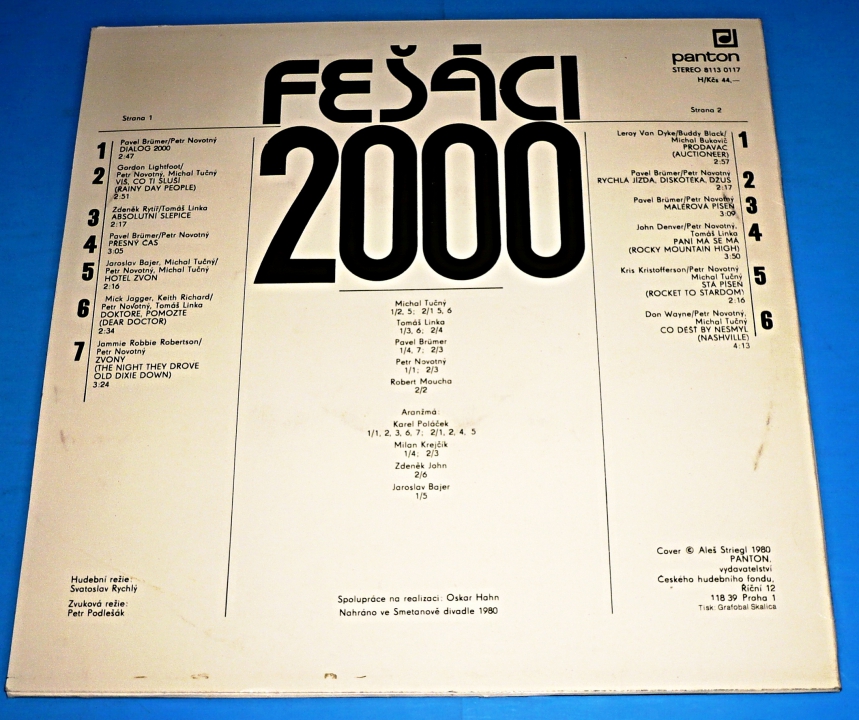 FEŠÁCI
2000
panton
STEREO 8113 0117
H/Kčs 44,—
Strana 1
1
Pavel Brümer/Petr Novotný
DIALOG 2000
2:47
2
Gordon Lightfoot/
Petr Novotný, Michal Tučný
VÍŠ, CO TI SLUŠÍ
(RAINY DAY PEOPLE)
2:51
3
Zdeněk Rytíř/Tomáš Linka
ABSOLUTNÍ SLEPICE
2:17
4
Pavel Brümer/Petr Novotný
PŘESNÝ ČAS
3:05
5
Jaroslav Bajer, Michal Tučný/
Petr Novotný, Michal Tučný
HOTEL ZVON
2:16
6
Mick Jagger, Keith Richard/
Petr Novotný, Tomáš Linka
DOKTORE, POMOZTE
(DEAR DOCTOR)
2:34
7
Jammie Robbie Robertson/
Petr Novotný
ZVONY
(THE NIGHT THEY DROVE
OLD DIXIE DOWN)
3:24
Michal Tučný
1/2, 5; 2/1 5, 6
Tomáš Linka
1/3, 6; 2/4
Pavel Brümer
1/4, 7; 2/3
Petr Novotný
1/1; 2/3
Robert Moucha
2/2
Aranžmá:
Karel Poláček
1/1, 2, 3, 6, 7; 2/1, 2, 4, 5
Milan Krejčík
1/4; 2/3
Zdeněk John
2/6
Jaroslav Bajer
1/5
Strana 2
1
Leroy Van Dyke/Buddy Black/
Michal Bukovič
PRODAVAČ
(AUCTIONEER)
2:57
2
Pavel Brümer/Petr Novotný
RYCHLÁ JÍZDA, DISKOTÉKA, DŽUS
2:17
3
Pavel Brümer/Petr Novotný
MALÉROVÁ PÍSEŇ
3:09
4
John Denver/Petr Novotný,
Tomáš Linka
PANÍ MÁ SE MÁ
(ROCKY MOUNTAIN HIGH)
3:50
5
Kris Kristofferson/Petr Novotný
Michal Tučný
STÁ PÍSEŇ
(ROCKET TO STARDOM)
2:16
6
Don Wayne/Petr Novotný,
Michal Tučný
CO DÉŠŤ BY NESMYL
(NASHVILLE)
4:13
Hudební režie:
Svatoslav Rychlý
Zvuková režie:
Petr Podlešák
Spolupráce na realizaci: Oskar Hahn
Nahráno ve Smetanově divadle 1980
Cover © Aleš Striegl 1980
PANTON,
vydavatelství
Českého hudebního fondu,
Říční 12
118 39 Praha 1
Tisk: Grafobal Skalica